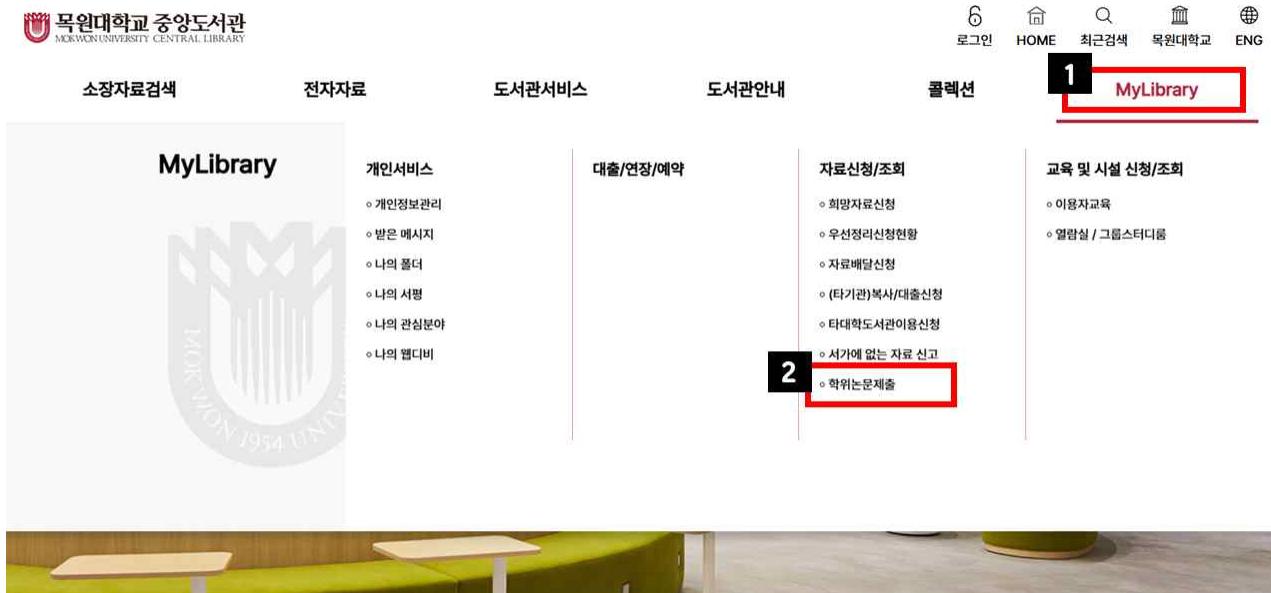 목원대학교 중앙도서관
MOKWON UNIVERSITY CENTRAL LIBRARY
로그인
HOME
최근검색
목원대학교
ENG
소장자료검색
전자자료
도서관서비스
도서관안내
콜렉션
1
MyLibrary
MyLibrary
개인서비스
◦ 개인정보관리
◦ 받은 메시지
◦ 나의 폴더
◦ 나의 서평
◦ 나의 관심분야
◦ 나의 웹디비
대출/연장/예약
자료신청/조회
◦ 희망자료신청
◦ 우선정리신청현황
◦ 자료배달신청
◦ (타기관)복사/대출신청
◦ 타대학도서관이용신청
◦ 서가에 없는 자료 신고
2
◦ 학위논문제출
교육 및 시설 신청/조회
◦ 이용자교육
◦ 열람실 / 그룹스터디룸
MOKWON 1954 UNIV